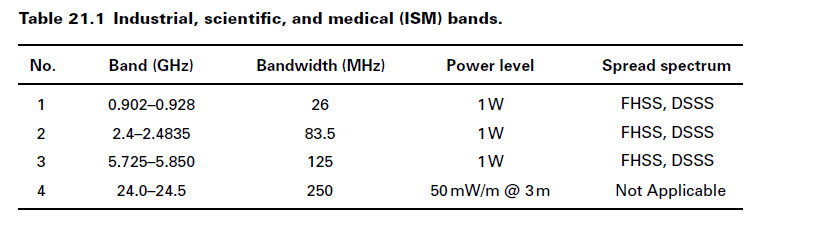 Table 21.1 Industrial, scientific, and medical (ISM) bands.
No. Band (GHz) Bandwidth (MHz) Power level Spread spectrum
1 0.902–0.928 26 1 W FHSS, DSSS
2 2.4–2.4835 83.5 1 W FHSS, DSSS
3 5.725–5.850 125 1 W FHSS, DSSS
4 24.0–24.5 250 50 mW/m @ 3 m Not Applicable